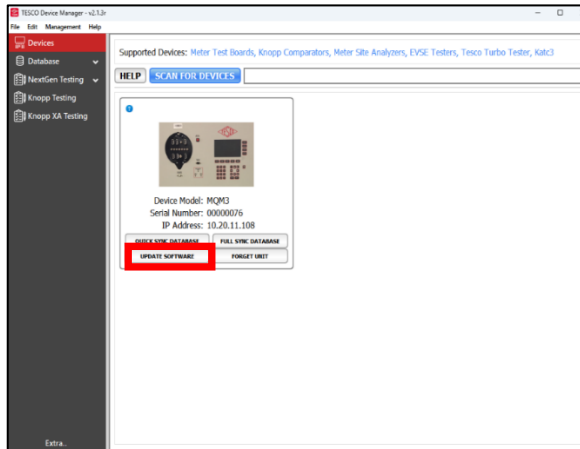 TESCO Device Manager - v2.1.3r
File Edit Management Help
Devices
Database
NextGen Testing
Knopp Testing
Knopp XA Testing
Supported Devices: Meter Test Boards, Knopp Comparators, Meter Site Analyzers, EVSE Testers, Tesco Turbo Tester, Katc3
HELP SCAN FOR DEVICES
Device Model: MQM3
Serial Number: 00000076
IP Address: 10.20.11.108
QUICK SYNC DATABASE FULL SYNC DATABASE
UPDATE SOFTWARE FORGET UNIT
Extra..